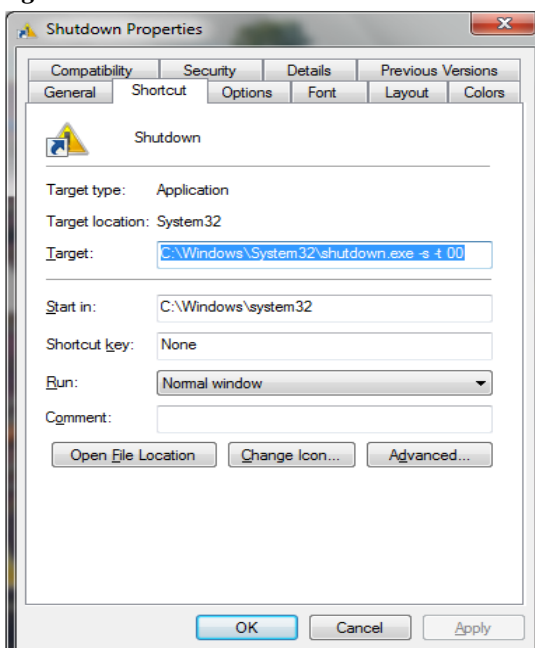 Shutdown Properties
Compatibility Security Details Previous Versions
General Shortcut Options Font Layout Colors
Shutdown
Target type: Application
Target location: System32
Target: C:\Windows\System32\shutdown.exe -s -t 00
Start in: C:\Windows\system32
Shortcut key: None
Run: Normal window
Comment:
Open File Location Change Icon... Advanced...
OK Cancel Apply